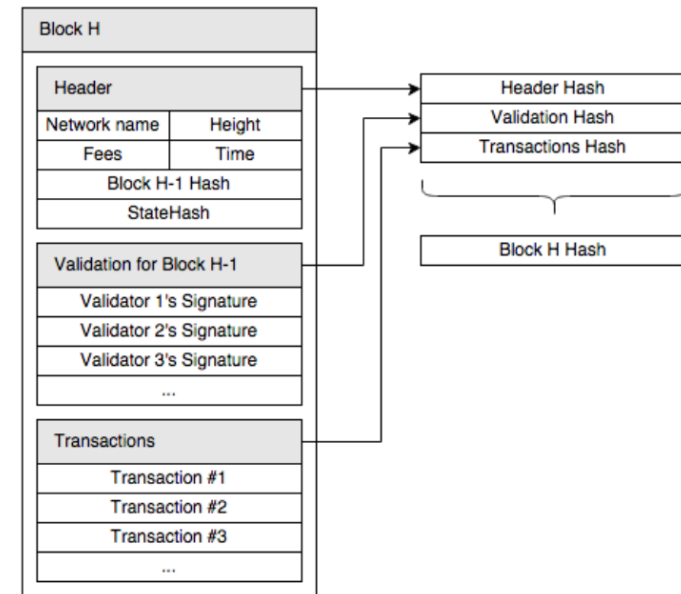 Block H
Header
Network name Height
Fees Time
Block H-1 Hash
StateHash
Validation for Block H-1
Validator 1's Signature
Validator 2's Signature
Validator 3's Signature
...
Transactions
Transaction #1
Transaction #2
Transaction #3
...
Header Hash
Validation Hash
Transactions Hash
Block H Hash